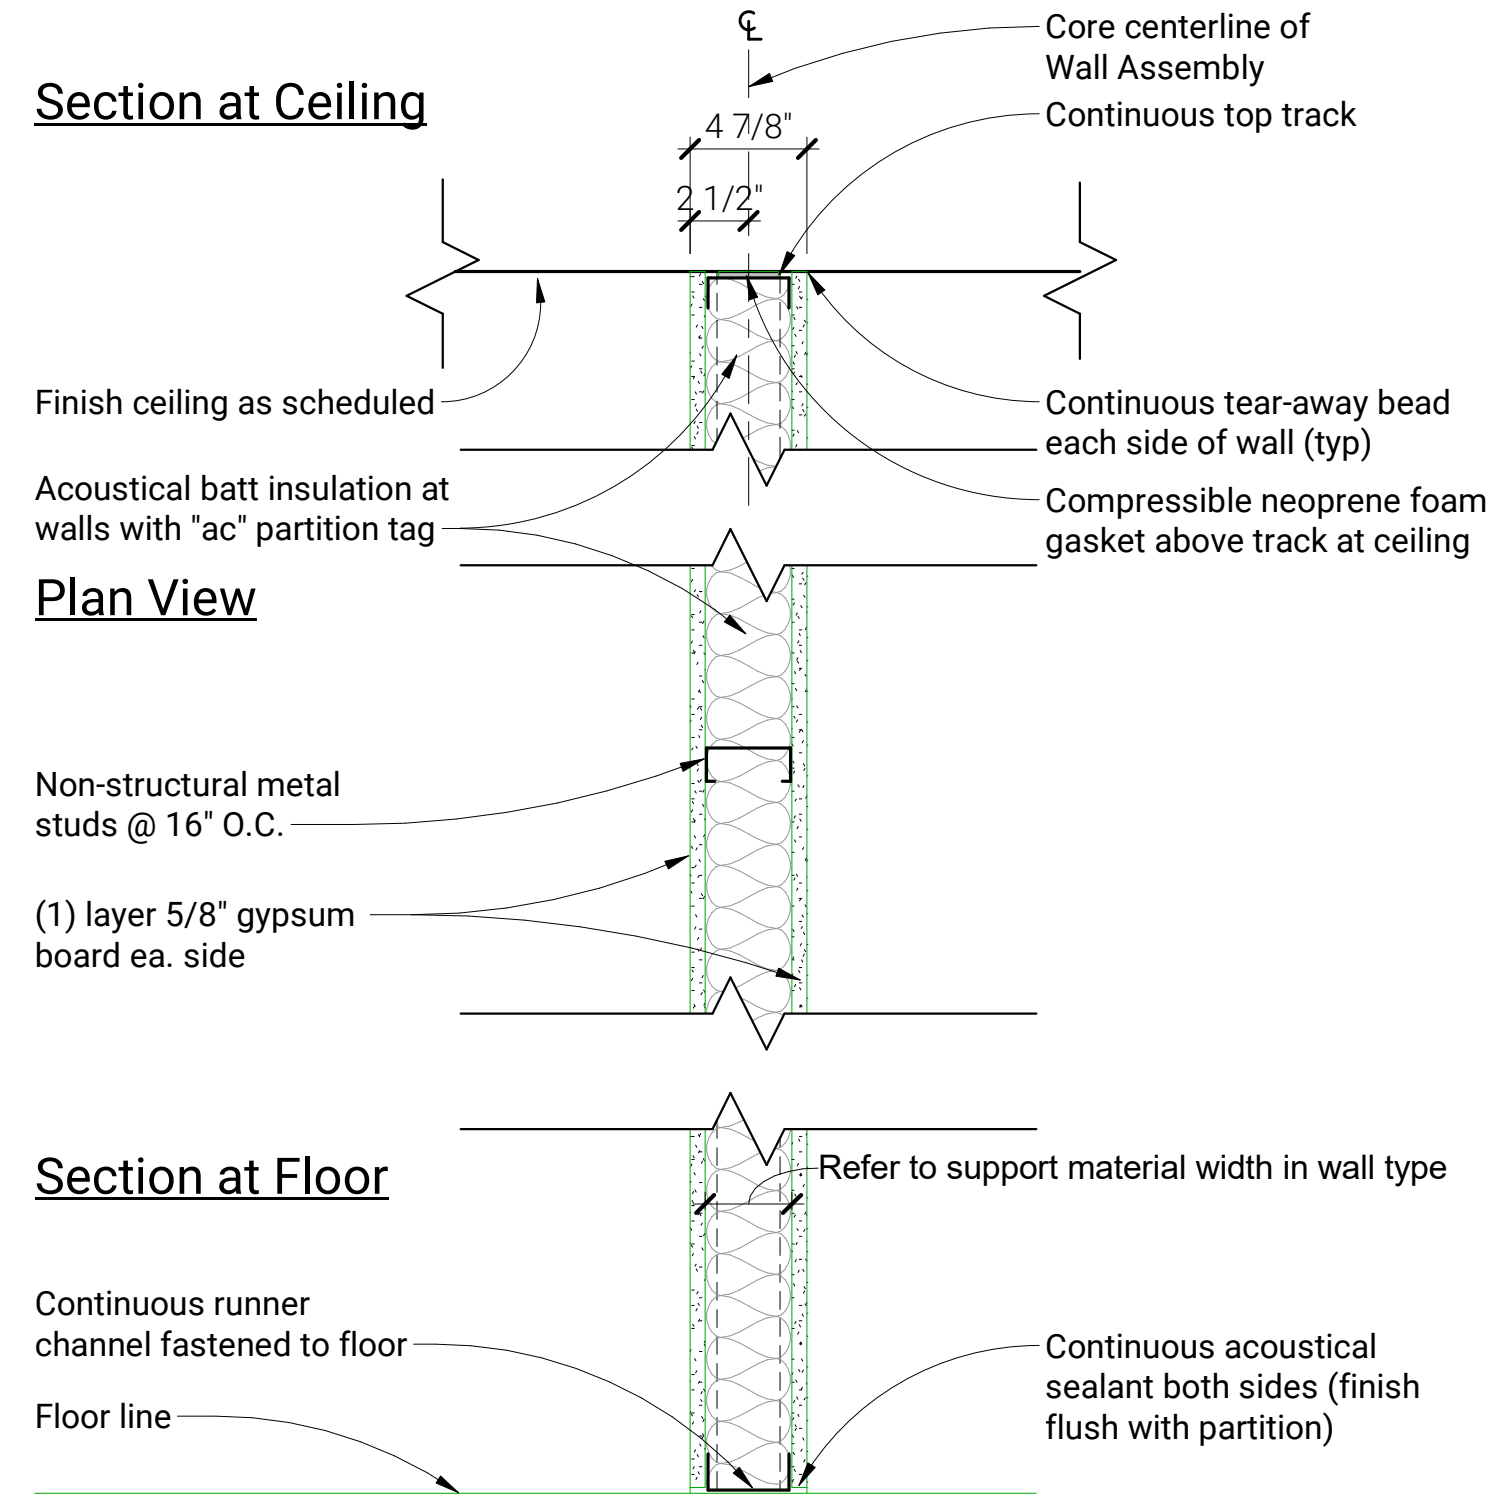 ℄
Core centerline of
Wall Assembly
Section at Ceiling
Continuous top track
4 7/8"
2 1/2"
Finish ceiling as scheduled
Continuous tear-away bead
each side of wall (typ)
Acoustical batt insulation at
walls with "ac" partition tag
Compressible neoprene foam
gasket above track at ceiling
Plan View
Non-structural metal
studs @ 16" O.C.
(1) layer 5/8" gypsum
board ea. side
Section at Floor
Refer to support material width in wall type
Continuous runner
channel fastened to floor
Continuous acoustical
sealant both sides (finish
flush with partition)
Floor line